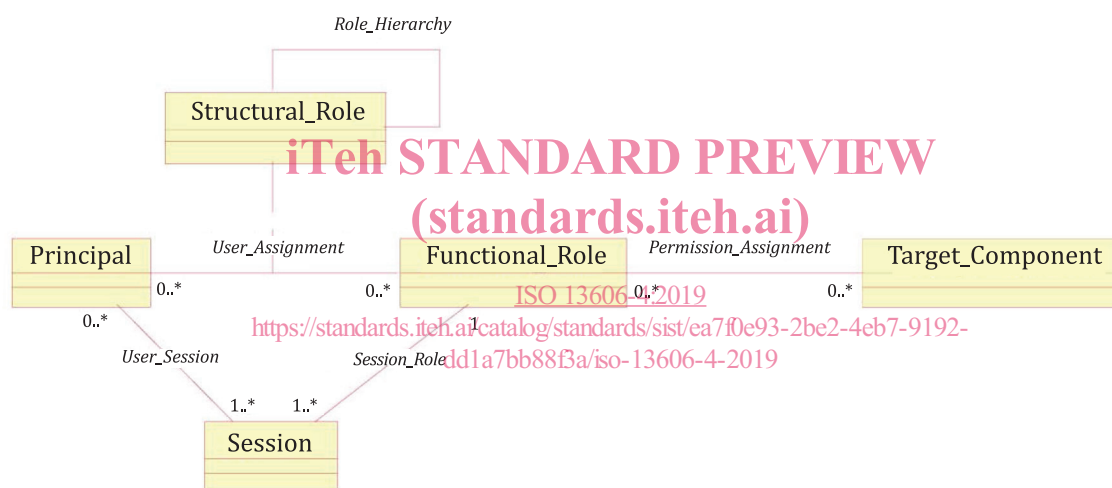 Role_Hierarchy
Structural_Role
iTeh STANDARD PREVIEW
(standards.iteh.ai)
Principal
User_Assignment
Functional_Role
Permission_Assignment
Target_Component
0..*
0..*
0..*
0..*
ISO 13606-4:2019
0..*
1
https://standards.iteh.ai/catalog/standards/sist/ea7f0e93-2be2-4eb7-9192-
dd1a7bb88f3a/iso-13606-4-2019
User_Session
Session_Role
1..*
1..*
Session